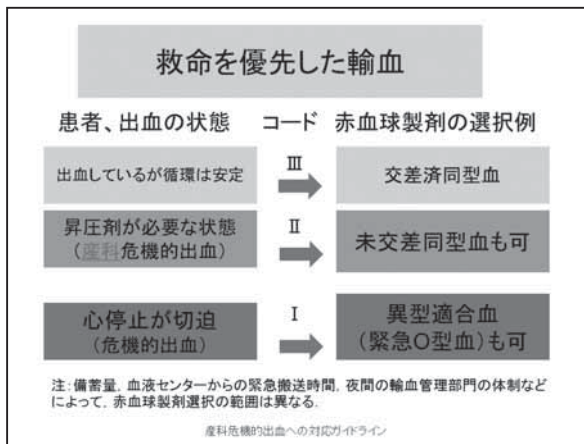 救命を優先した輸血
患者、出血の状態 コード 赤血球製剤の選択例
出血しているが循環は安定 Ⅲ 交差済同型血
昇圧剤が必要な状態
(産科危機的出血) Ⅱ 未交差同型血も可
心停止が切迫
(危機的出血) Ⅰ 異型適合血
(緊急O型血)も可
注:備蓄量,血液センターからの緊急搬送時間,夜間の輸血管理部門の体制など
によって,赤血球製剤選択の範囲は異なる.
産科危機的出血への対応ガイドライン